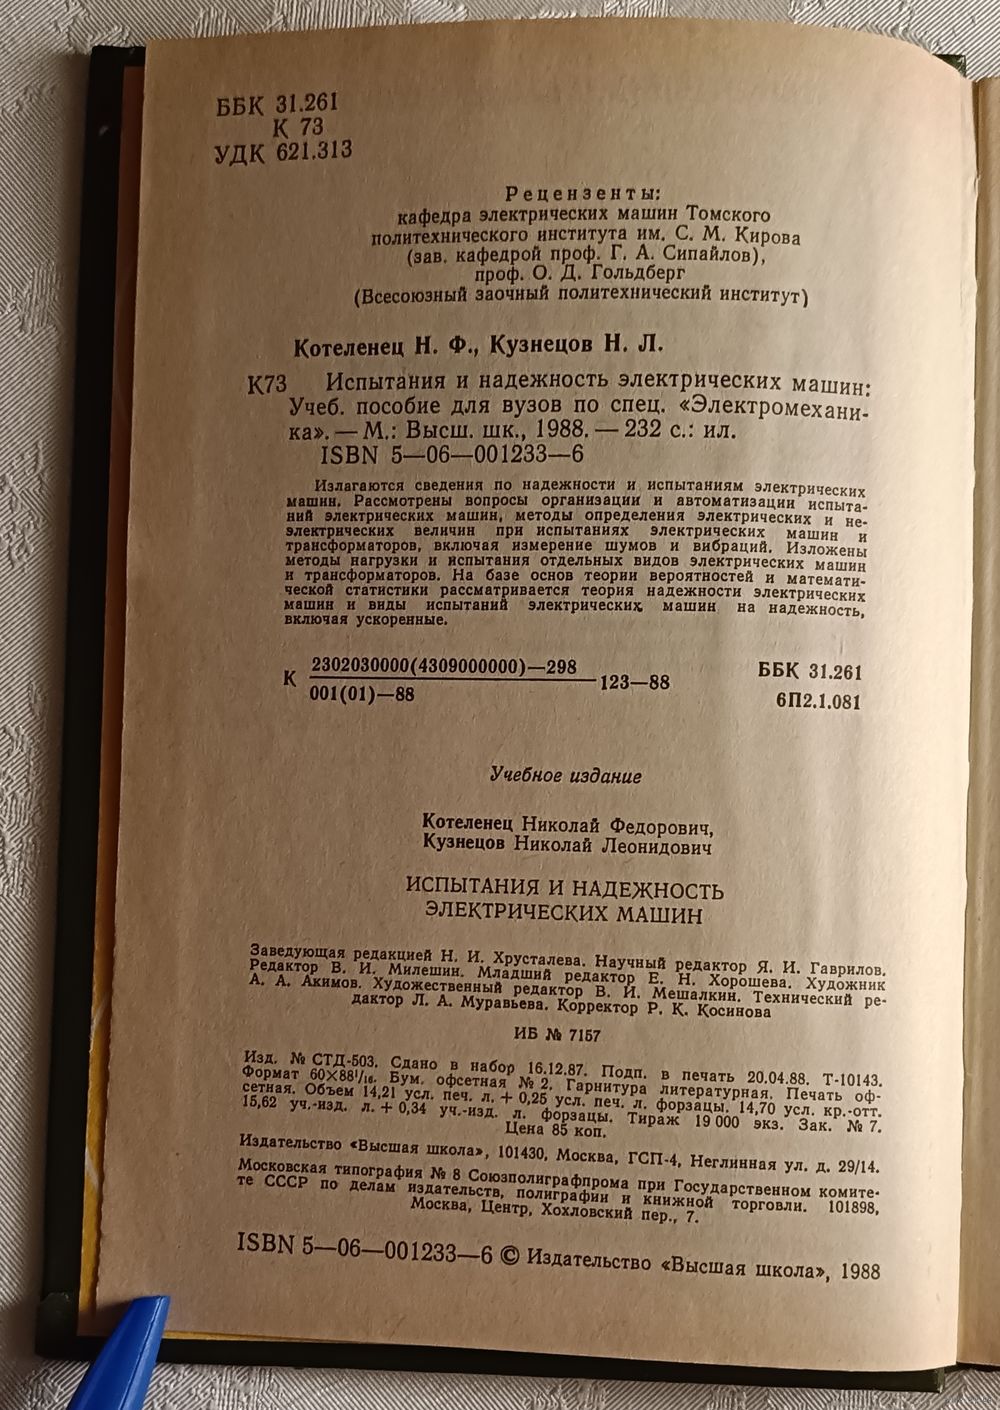 ББК 31.261
К 73
УДК 621.313
Рецензенты:
кафедра электрических машин Томского
политехнического института им. С. М. Кирова
(зав. кафедрой проф. Г. А. Сипайлов),
проф. О. Д. Гольдберг
(Всесоюзный заочный политехнический институт)
Котеленец Н. Ф., Кузнецов Н. Л.
К73 Испытания и надежность электрических машин:
Учеб. пособие для вузов по спец. «Электромехани-
ка». — М.: Высш. шк., 1988. — 232 с.: ил.
ISBN 5—06—001233—6
Излагаются сведения по надежности и испытаниям электрических
машин. Рассмотрены вопросы организации и автоматизации испыта-
ний электрических машин, методы определения электрических и не-
электрических величин при испытаниях электрических машин и
трансформаторов, включая измерение шумов и вибраций. Изложены
методы нагрузки и испытания отдельных видов электрических машин
и трансформаторов. На базе основ теории вероятностей и математи-
ческой статистики рассматривается теория надежности электрических
машин и виды испытаний электрических машин на надежность,
включая ускоренные.
К 2302030000(4309000000)—298
001(01)—88 123—88
ББК 31.261
6П2.1.081
Учебное издание
Котеленец Николай Федорович,
Кузнецов Николай Леонидович
ИСПЫТАНИЯ И НАДЕЖНОСТЬ
ЭЛЕКТРИЧЕСКИХ МАШИН
Заведующая редакцией Н. И. Хрусталева. Научный редактор Я. И. Гаврилов.
Редактор В. И. Милешин. Младший редактор Е. Н. Хорошева. Художник
А. А. Акимов. Художественный редактор В. И. Мешалкин. Технический ре-
дактор Л. А. Муравьева. Корректор Р. К. Косинова
ИБ № 7157
Изд. № СТД-503. Сдано в набор 16.12.87. Подп. в печать 20.04.88. Т-10143.
Формат 60×88¹/₁₆. Бум. офсетная № 2. Гарнитура литературная. Печать оф-
сетная. Объем 14,21 усл. печ. л. + 0,25 усл. печ. л. форзацы. 14,70 усл. кр.-отт.
15,62 уч.-изд. л. + 0,34 уч.-изд. л. форзацы. Тираж 19 000 экз. Зак. № 7.
Цена 85 коп.
Издательство «Высшая школа», 101430, Москва, ГСП-4, Неглинная ул. д. 29/14.
Московская типография № 8 Союзполиграфпрома при Государственном комите-
те СССР по делам издательств, полиграфии и книжной торговли. 101898,
Москва, Центр, Хохловский пер., 7.
ISBN 5—06—001233—6 © Издательство «Высшая школа», 1988